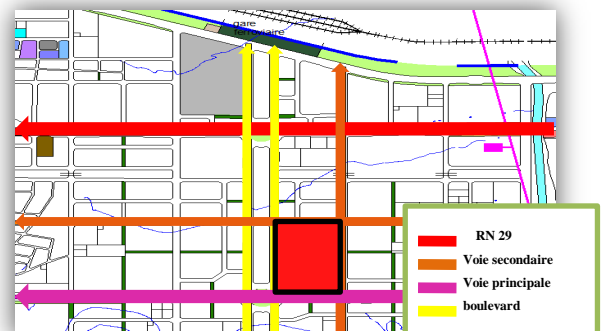 gare
ferroviaire
RN 29
Voie secondaire
Voie principale
boulevard